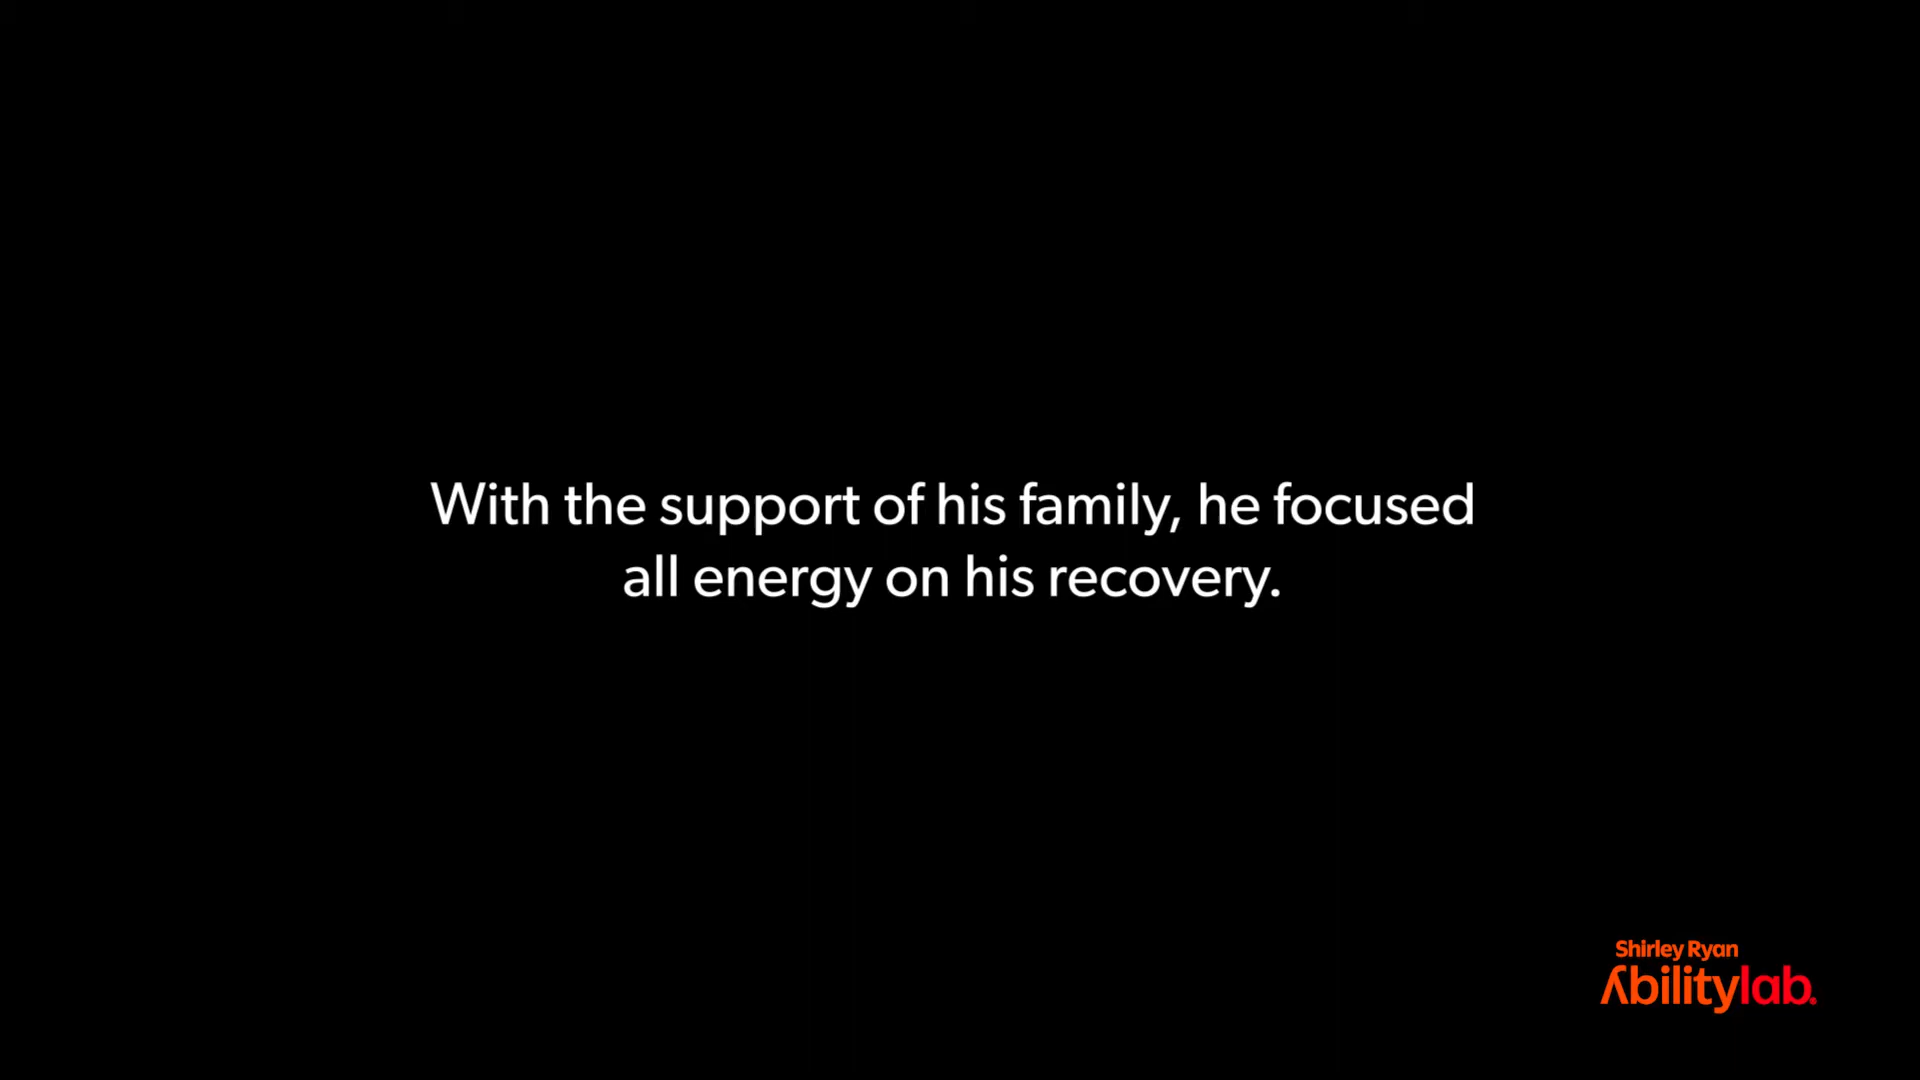 With the support of his family, he focused
all energy on his recovery.
Shirley Ryan
Abilitylab.